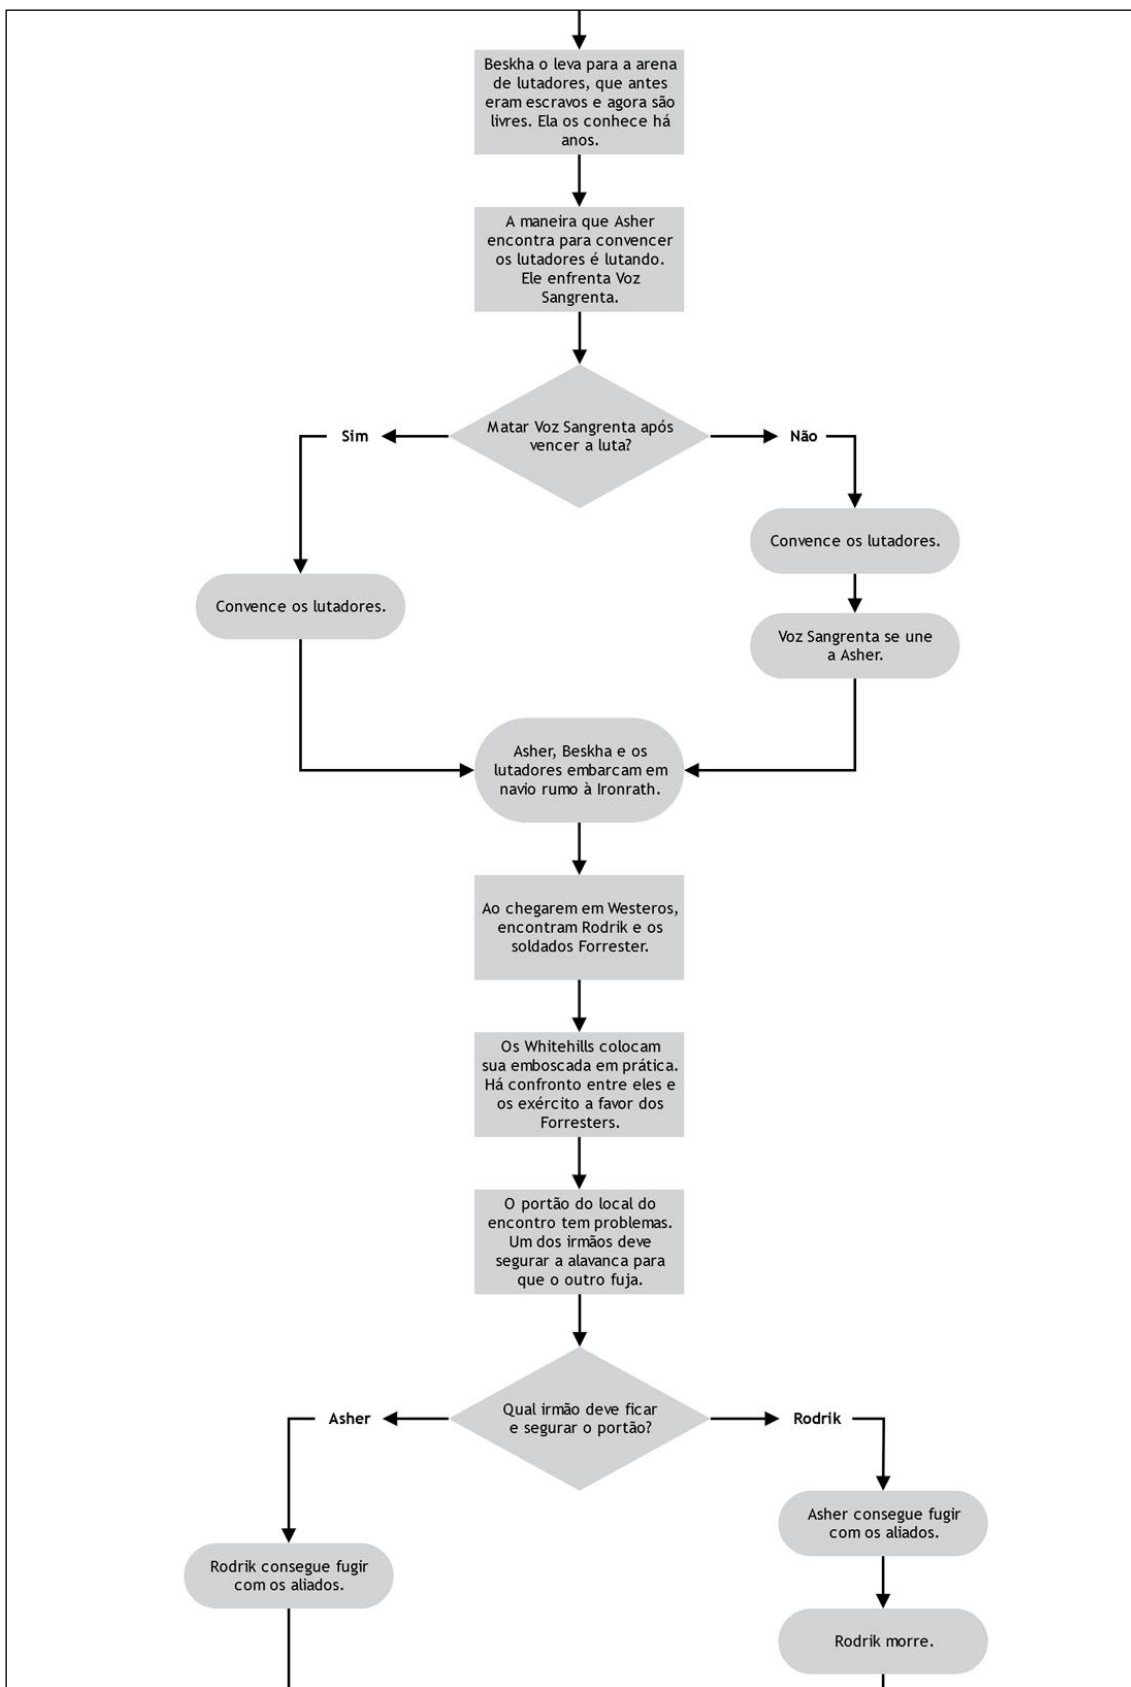 Beskha o leva para a arena
de lutadores, que antes
eram escravos e agora são
livres. Ela os conhece há
anos.
A maneira que Asher
encontra para convencer
os lutadores é lutando.
Ele enfrenta Voz
Sangrenta.
Matar Voz Sangrenta após
vencer a luta?
Sim
Não
Convence os lutadores.
Convence os lutadores.
Voz Sangrenta se une
a Asher.
Asher, Beskha e os
lutadores embarcam em
navio rumo à Ironrath.
Ao chegarem em Westeros,
encontram Rodrik e os
soldados Forrester.
Os Whitehills colocam
sua emboscada em prática.
Há confronto entre eles e
os exército a favor dos
Forresters.
O portão do local do
encontro tem problemas.
Um dos irmãos deve
segurar a alavanca para
que o outro fuja.
Qual irmão deve ficar
e segurar o portão?
Asher
Rodrik
Rodrik consegue fugir
com os aliados.
Asher consegue fugir
com os aliados.
Rodrik morre.